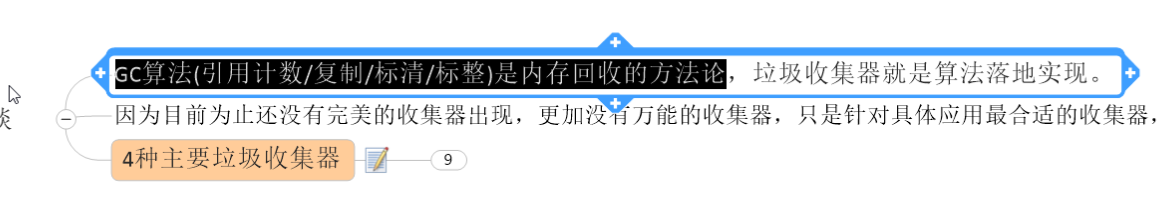 GC算法(引用计数/复制/标清/标整)是内存回收的方法论，垃圾收集器就是算法落地实现。
因为目前为止还没有完美的收集器出现，更加没有万能的收集器，只是针对具体应用最合适的收集器，
4种主要垃圾收集器 9